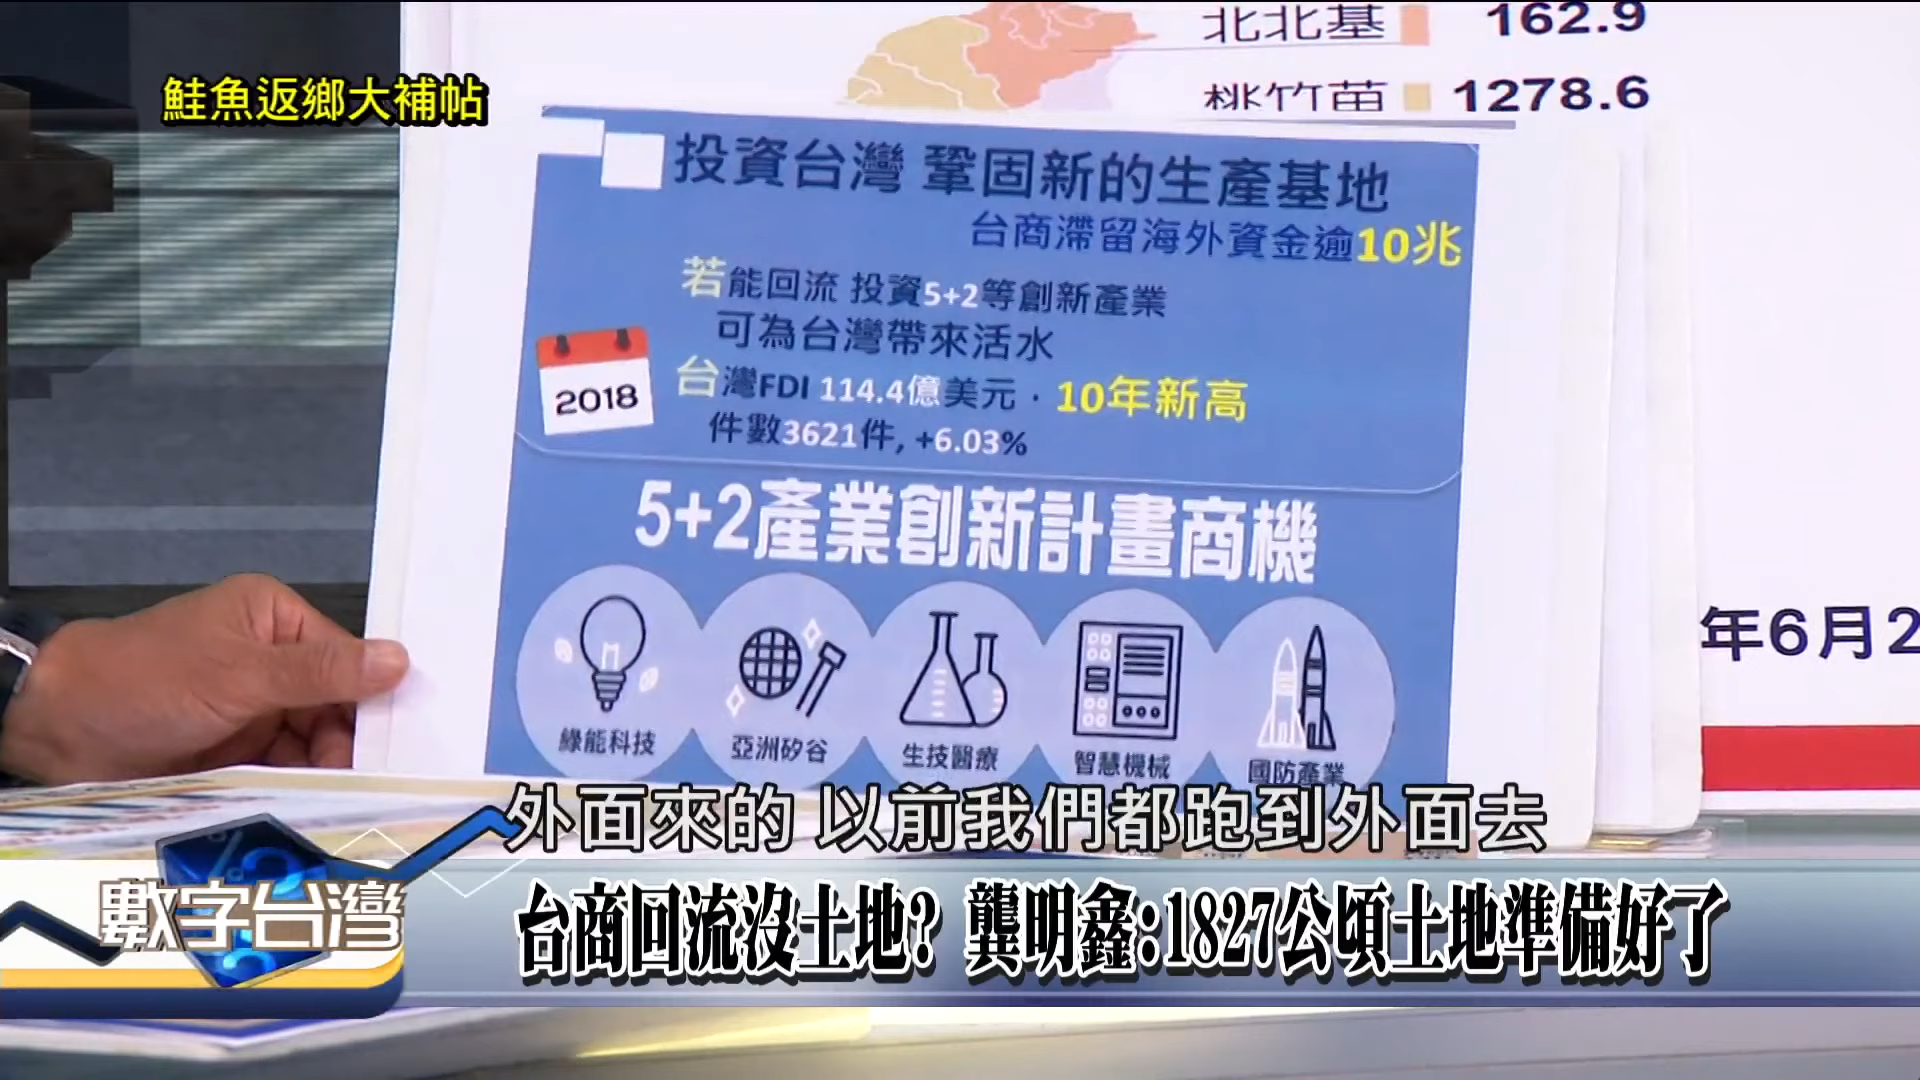 北北基 162.9
桃竹苗 1278.6
鮭魚返鄉大補帖
投資台灣 鞏固新的生產基地
台商滯留海外資金逾10兆
若能回流 投資5+2等創新產業
可為台灣帶來活水
2018
台灣FDI 114.4億美元，10年新高
件數3621件, +6.03%
5+2產業創新計畫商機
綠能科技 亞洲矽谷 生技醫療 智慧機械 國防產業
年6月2
外面來的 以前我們都跑到外面去
數字台灣
台商回流沒土地? 龔明鑫:1827公頃土地準備好了